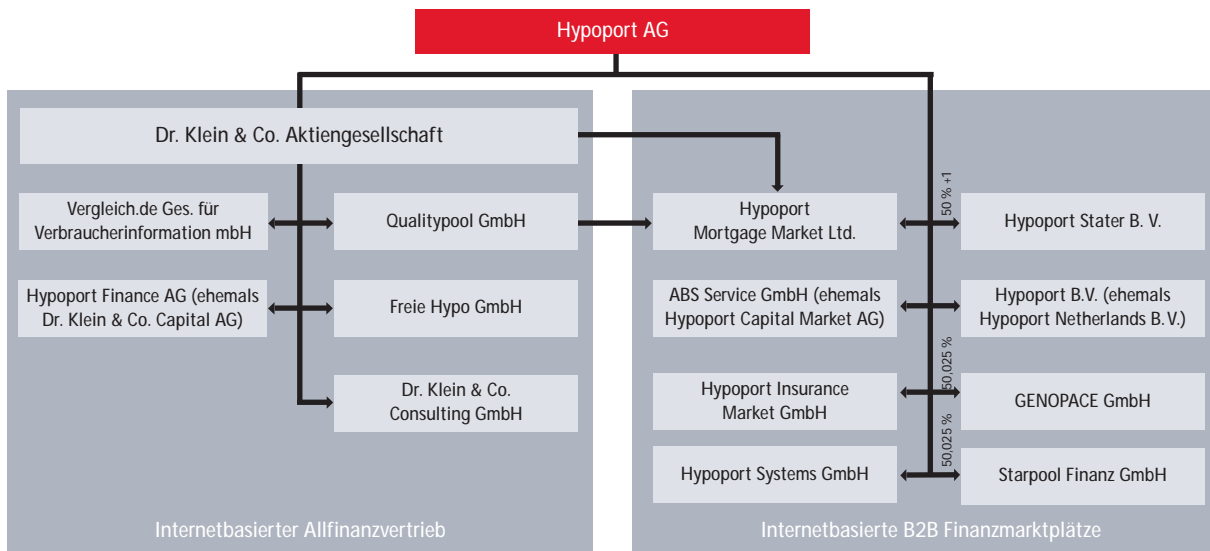 Hypoport AG
Dr. Klein & Co. Aktiengesellschaft
Vergleich.de Ges. für
Verbraucherinformation mbH
Qualitypool GmbH
Hypoport Finance AG (ehemals
Dr. Klein & Co. Capital AG)
Freie Hypo GmbH
Dr. Klein & Co.
Consulting GmbH
Internetbasierter Allfinanzvertrieb
Hypoport
Mortgage Market Ltd.
50 % +1
Hypoport Stater B. V.
ABS Service GmbH (ehemals
Hypoport Capital Market AG)
Hypoport B.V. (ehemals
Hypoport Netherlands B.V.)
Hypoport Insurance
Market GmbH
50,025 %
GENOPACE GmbH
Hypoport Systems GmbH
50,025 %
Starpool Finanz GmbH
Internetbasierte B2B Finanzmarktplätze